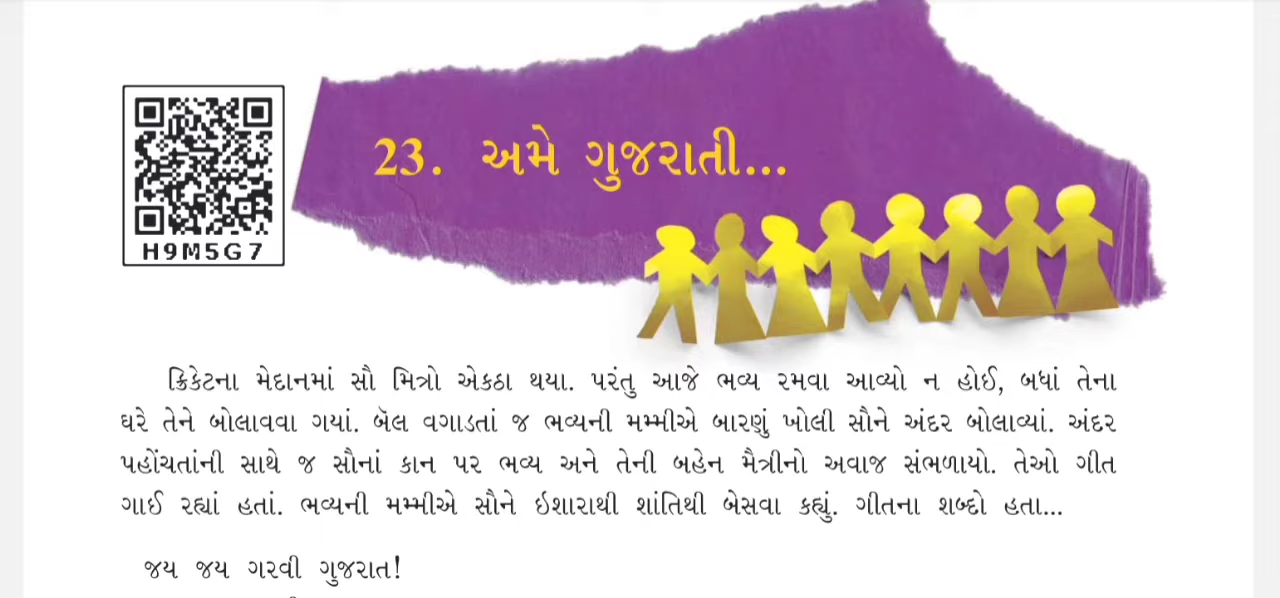 H9M5G7
23. અમે ગુજરાતી...
ક્રિકેટના મેદાનમાં સૌ મિત્રો એકઠા થયા. પરંતુ આજે ભવ્ય રમવા આવ્યો ન હોઈ, બધાં તેના
ઘરે તેને બોલાવવા ગયાં. બૅલ વગાડતાં જ ભવ્યની મમ્મીએ બારણું ખોલી સૌને અંદર બોલાવ્યાં. અંદર
પહોંચતાંની સાથે જ સૌનાં કાન પર ભવ્ય અને તેની બહેન મૈત્રીનો અવાજ સંભળાયો. તેઓ ગીત
ગાઈ રહ્યાં હતાં. ભવ્યની મમ્મીએ સૌને ઇશારાથી શાંતિથી બેસવા કહ્યું. ગીતના શબ્દો હતા...
જય જય ગરવી ગુજરાત!